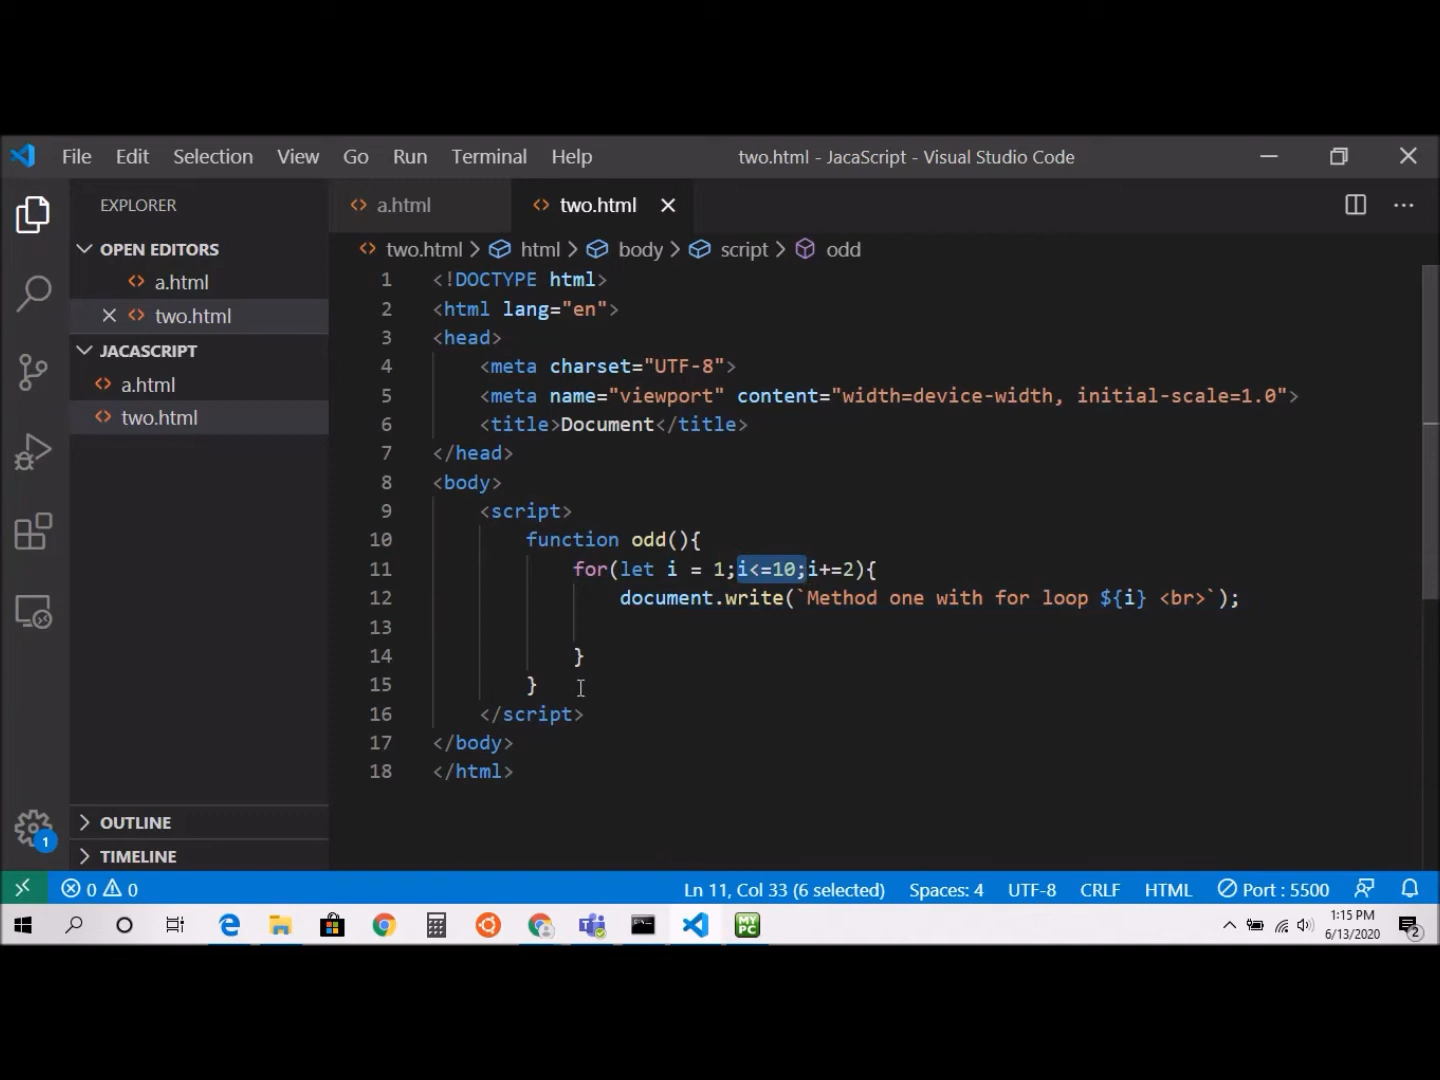 File Edit Selection View Go Run Terminal Help two.html - JacaScript - Visual Studio Code
EXPLORER
OPEN EDITORS
a.html
two.html
JACASCRIPT
a.html
two.html
OUTLINE
TIMELINE
a.html two.html
two.html > html > body > script > odd
1 <!DOCTYPE html>
2 <html lang="en">
3 <head>
4 <meta charset="UTF-8">
5 <meta name="viewport" content="width=device-width, initial-scale=1.0">
6 <title>Document</title>
7 </head>
8 <body>
9 <script>
10 function odd(){
11 for(let i = 1;i<=10;i+=2){
12 document.write(`Method one with for loop ${i} <br>`);
13
14 }
15 }
16 </script>
17 </body>
18 </html>
1
0 0 Ln 11, Col 33 (6 selected) Spaces: 4 UTF-8 CRLF HTML Port : 5500
MY PC
1:15 PM
6/13/2020
2